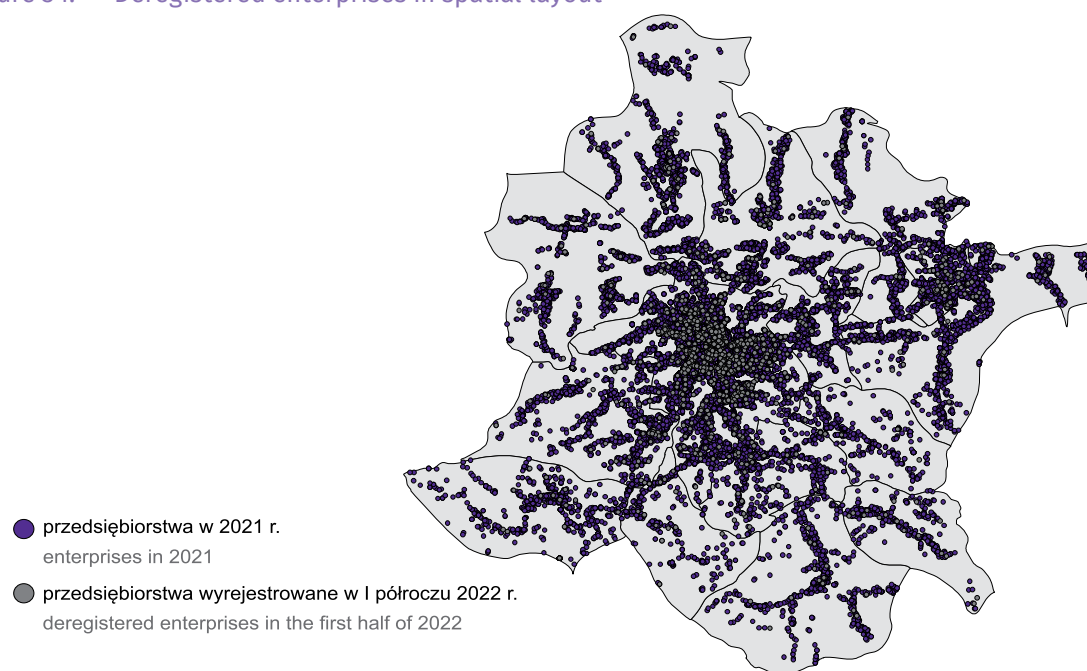 Deregistered enterprises in spatial layout
przedsiębiorstwa w 2021 r.
enterprises in 2021
przedsiębiorstwa wyrejestrowane w I półroczu 2022 r.
deregistered enterprises in the first half of 2022